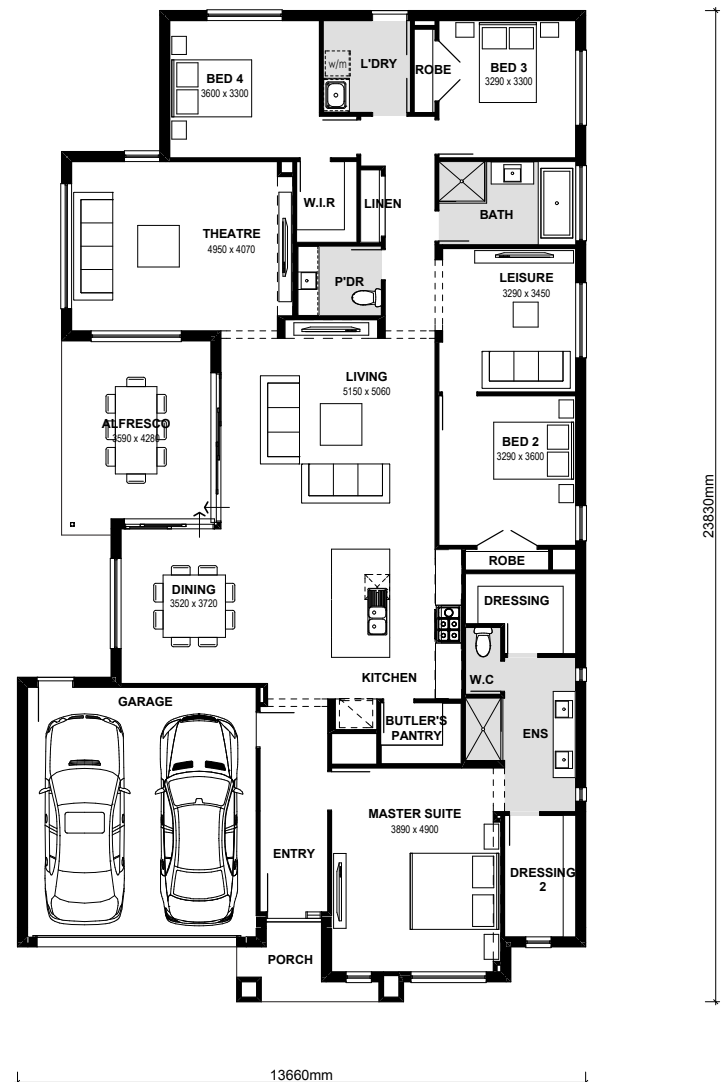 BED 4
3600 x 3300
w/m
L'DRY
ROBE
BED 3
3290 x 3300
THEATRE
4950 x 4070
W.I.R
LINEN
BATH
P'DR
LEISURE
3290 x 3450
LIVING
5150 x 5060
ALFRESCO
3590 x 4280
BED 2
3290 x 3600
ROBE
DINING
3520 x 3720
DRESSING
KITCHEN
W.C
GARAGE
BUTLER'S
PANTRY
ENS
MASTER SUITE
3890 x 4900
ENTRY
DRESSING
2
PORCH
23830mm
13660mm